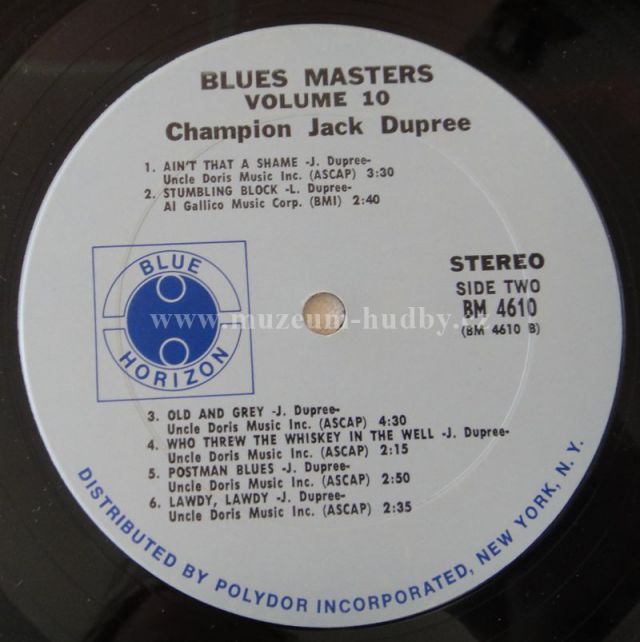 BLUES MASTERS
VOLUME 10
Champion Jack Dupree
1. AIN'T THAT A SHAME -J. Dupree-
Uncle Doris Music Inc. (ASCAP) 3:30
2. STUMBLING BLOCK -L. Dupree-
Al Gallico Music Corp. (BMI) 2:40
BLUE
HORIZON
STEREO
SIDE TWO
BM 4610
(BM 4610 B)
www.muzeum-hudby.cz
3. OLD AND GREY -J. Dupree-
Uncle Doris Music Inc. (ASCAP) 4:30
4. WHO THREW THE WHISKEY IN THE WELL -J. Dupree-
Uncle Doris Music Inc. (ASCAP) 2:15
5. POSTMAN BLUES -J. Dupree-
Uncle Doris Music Inc. (ASCAP) 2:50
6. LAWDY, LAWDY -J. Dupree-
Uncle Doris Music Inc. (ASCAP) 2:35
DISTRIBUTED BY POLYDOR INCORPORATED, NEW YORK, N.Y.